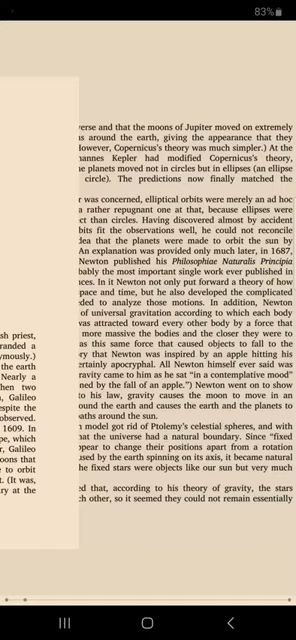 83%
verse and that the moons of Jupiter moved on extremely
s around the earth, giving the appearance that they
However, Copernicus's theory was much simpler.) At the
hannes Kepler had modified Copernicus's theory,
e planets moved not in circles but in ellipses (an ellipse
circle). The predictions now finally matched the
r was concerned, elliptical orbits were merely an ad hoc
a rather repugnant one at that, because ellipses were
ct than circles. Having discovered almost by accident
bits fit the observations well, he could not reconcile
dea that the planets were made to orbit the sun by
An explanation was provided only much later, in 1687,
Newton published his Philosophiae Naturalis Principia
bably the most important single work ever published in
nces. In it Newton not only put forward a theory of how
pace and time, but he also developed the complicated
ded to analyze those motions. In addition, Newton
of universal gravitation according to which each body
was attracted toward every other body by a force that
more massive the bodies and the closer they were to
as this same force that caused objects to fall to the
ry that Newton was inspired by an apple hitting his
ertainly apocryphal. All Newton himself ever said was
ravity came to him as he sat "in a contemplative mood"
ned by the fall of an apple.") Newton went on to show
to his law, gravity causes the moon to move in an
ound the earth and causes the earth and the planets to
paths around the sun.
n model got rid of Ptolemy's celestial spheres, and with
hat the universe had a natural boundary. Since "fixed
ppear to change their positions apart from a rotation
used by the earth spinning on its axis, it became natural
he fixed stars were objects like our sun but very much
ed that, according to his theory of gravity, the stars
ch other, so it seemed they could not remain essentially
sh priest,
randed a
ymously.)
the earth
Nearly a
hen two
, Galileo
espite the
observed.
1609. In
pe, which
r, Galileo
oons that
e to orbit
t. (It was,
ry at the